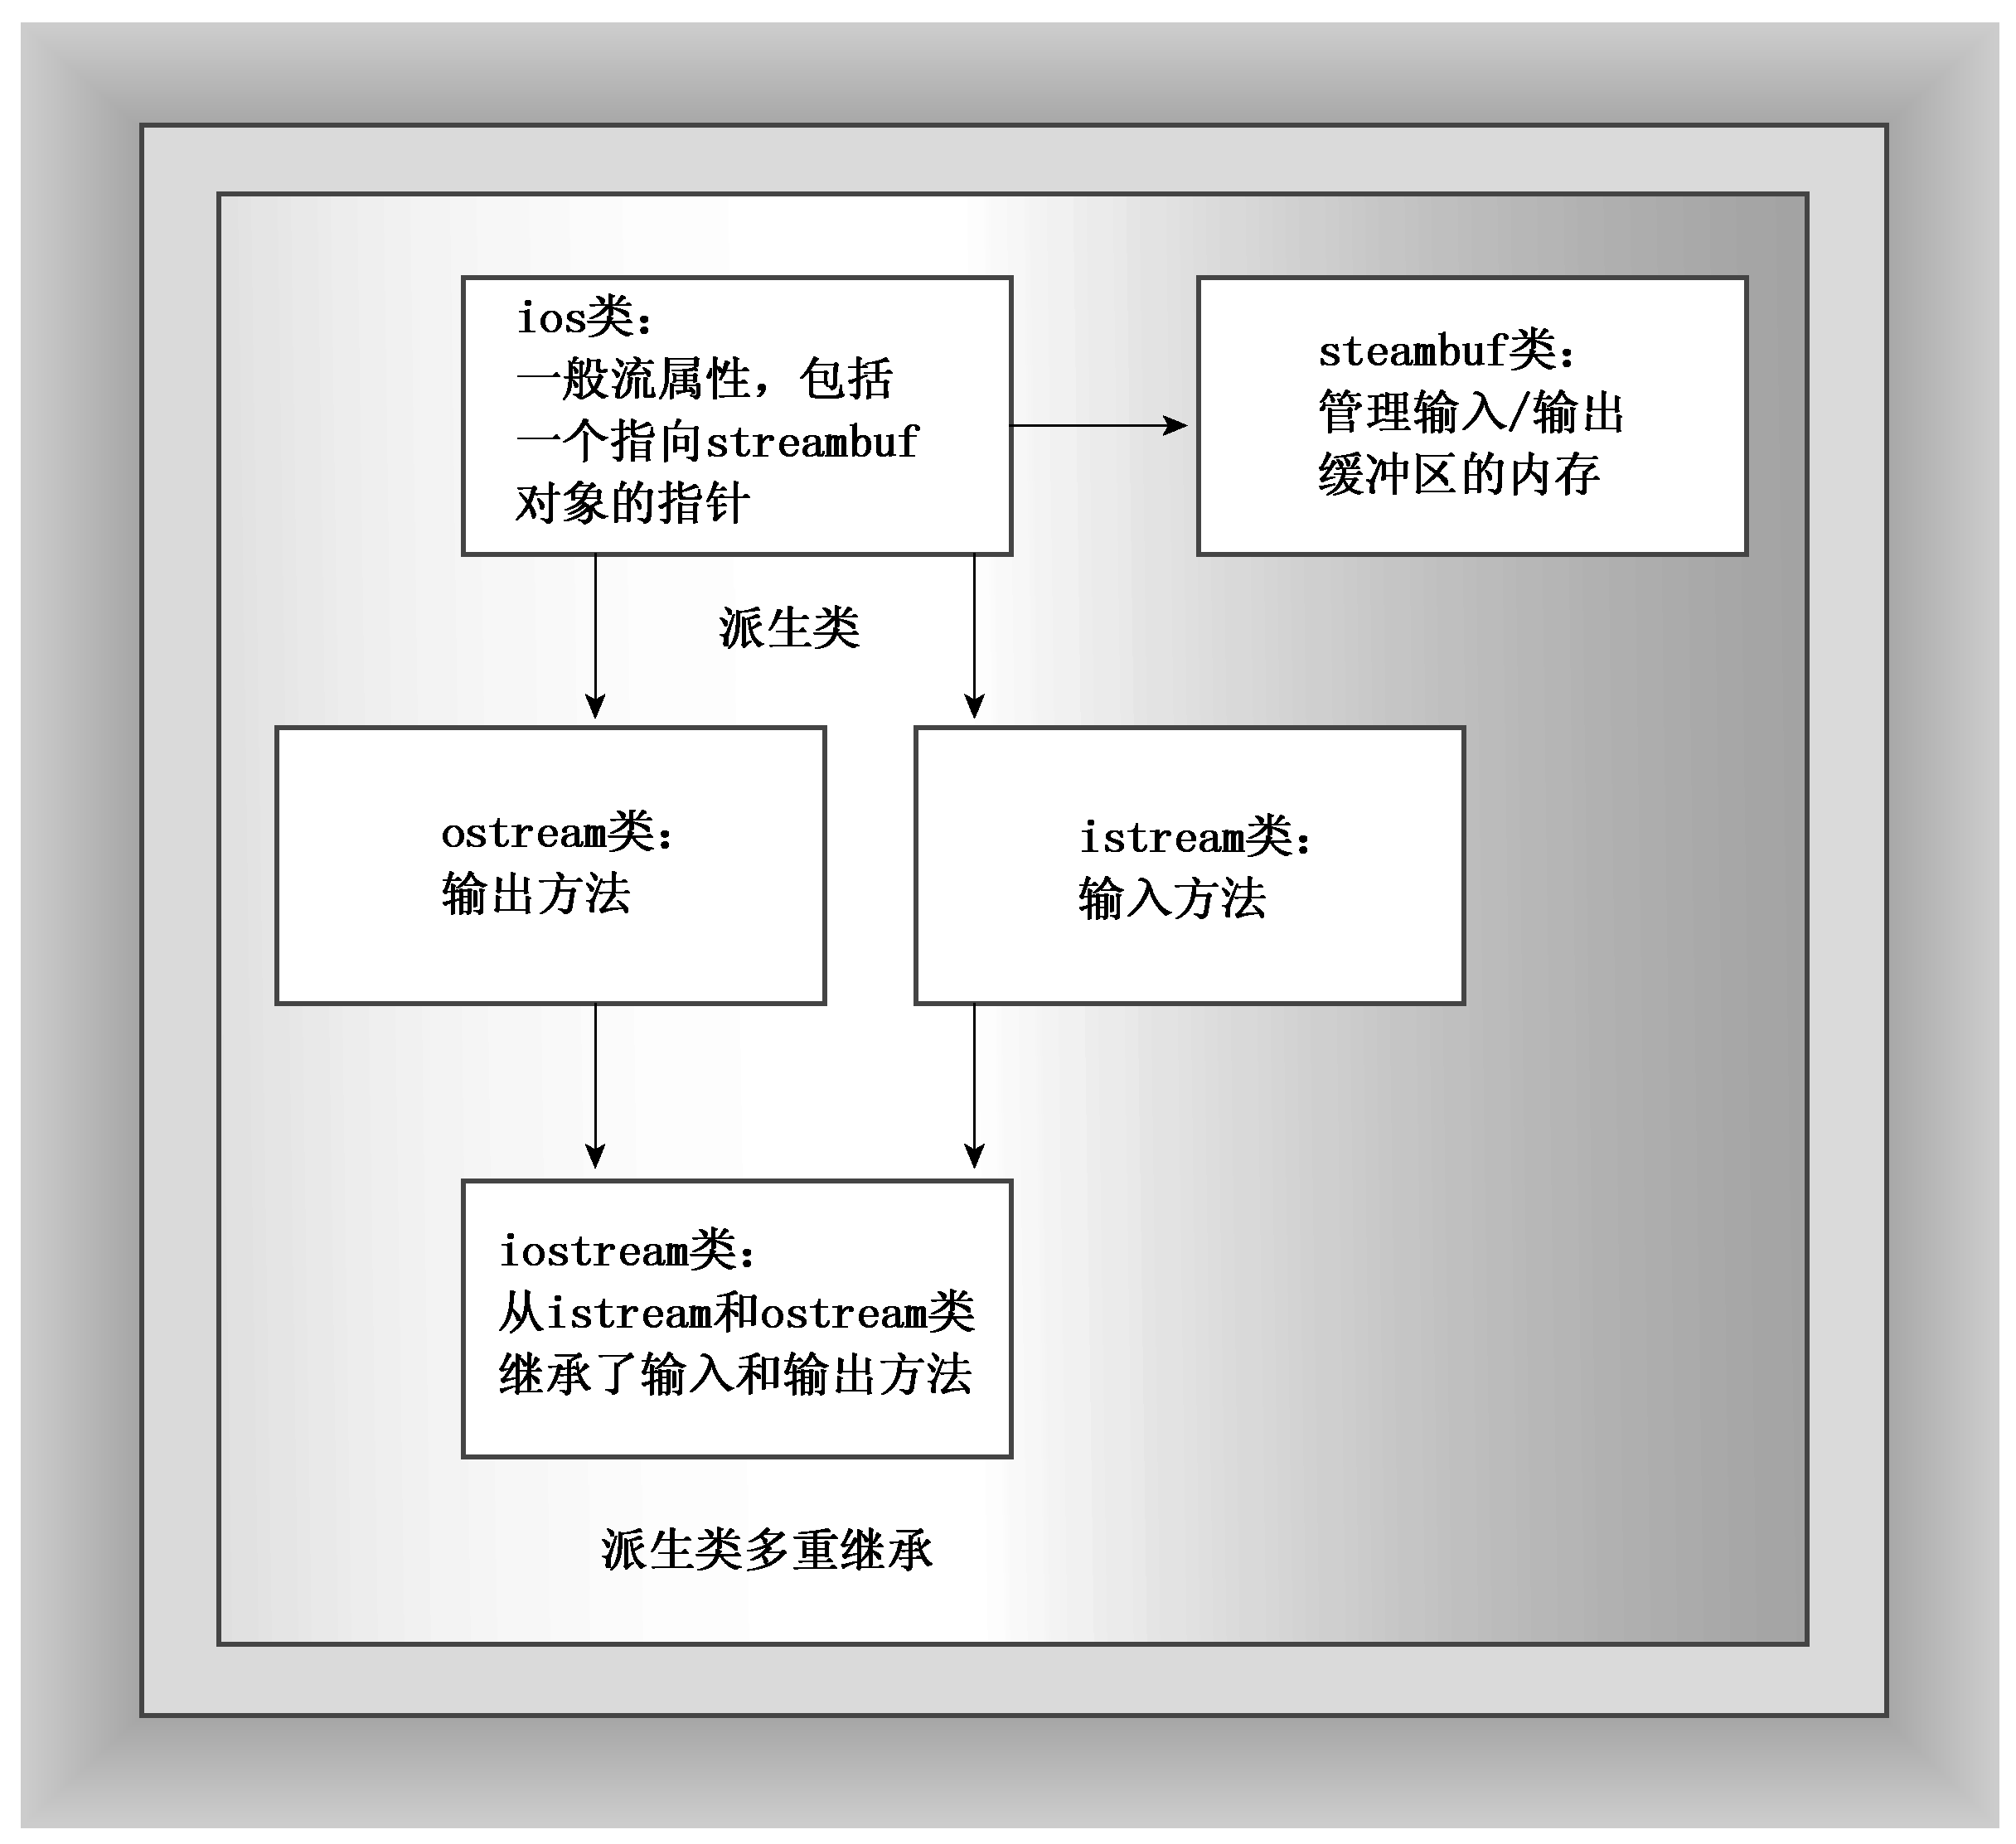 ios类：
一般流属性，包括
一个指向streambuf
对象的指针
steambuf类：
管理输入/输出
缓冲区的内存
派生类
ostream类：
输出方法
istream类：
输入方法
iostream类：
从istream和ostream类
继承了输入和输出方法
派生类多重继承